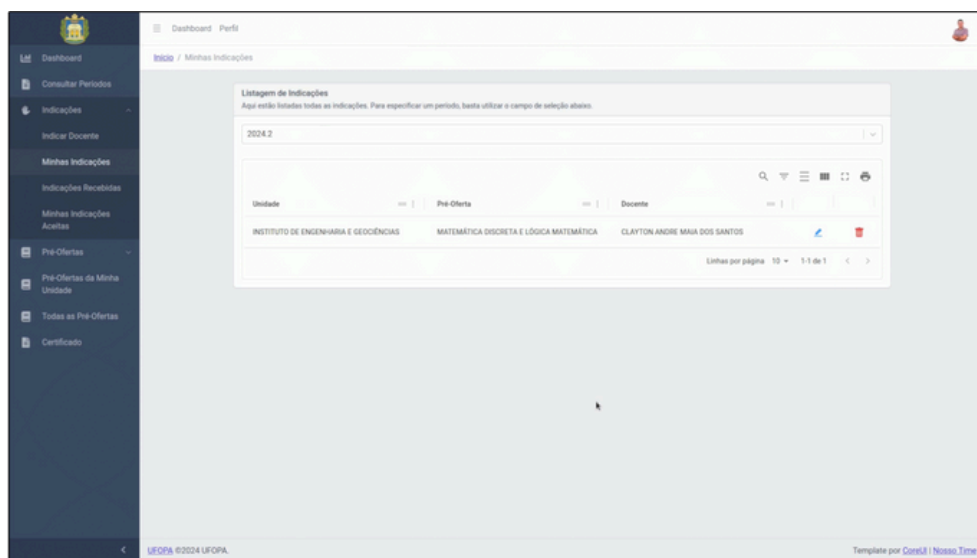 Dashboard Perfil
Dashboard
Consultar Períodos
Indicações
Indicar Docente
Minhas Indicações
Indicações Recebidas
Minhas Indicações
Aceitas
Pré-Ofertas
Pré-Ofertas da Minha
Unidade
Todas as Pré-Ofertas
Certificado
Início / Minhas Indicações
Listagem de Indicações
Aqui estão listadas todas as indicações. Para especificar um período, basta utilizar o campo de seleção abaixo.
2024.2
Unidade Pré-Oferta Docente
INSTITUTO DE ENGENHARIA E GEOCIÊNCIAS MATEMÁTICA DISCRETA E LÓGICA MATEMÁTICA CLAYTON ANDRE MAIA DOS SANTOS
Linhas por página 10 1-1 de 1
UFOPA ©2024 UFOPA. Template por CoreUI | Nosso Time